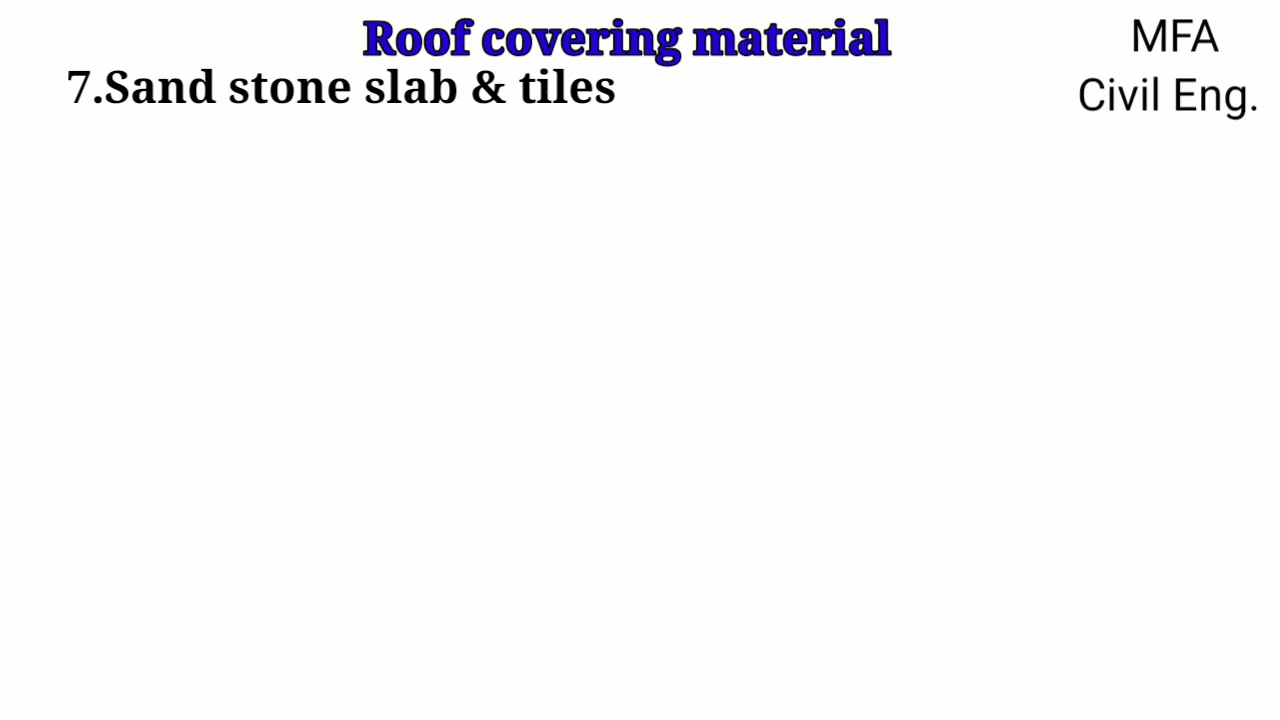 Roof covering material
7.Sand stone slab & tiles
MFA
Civil Eng.